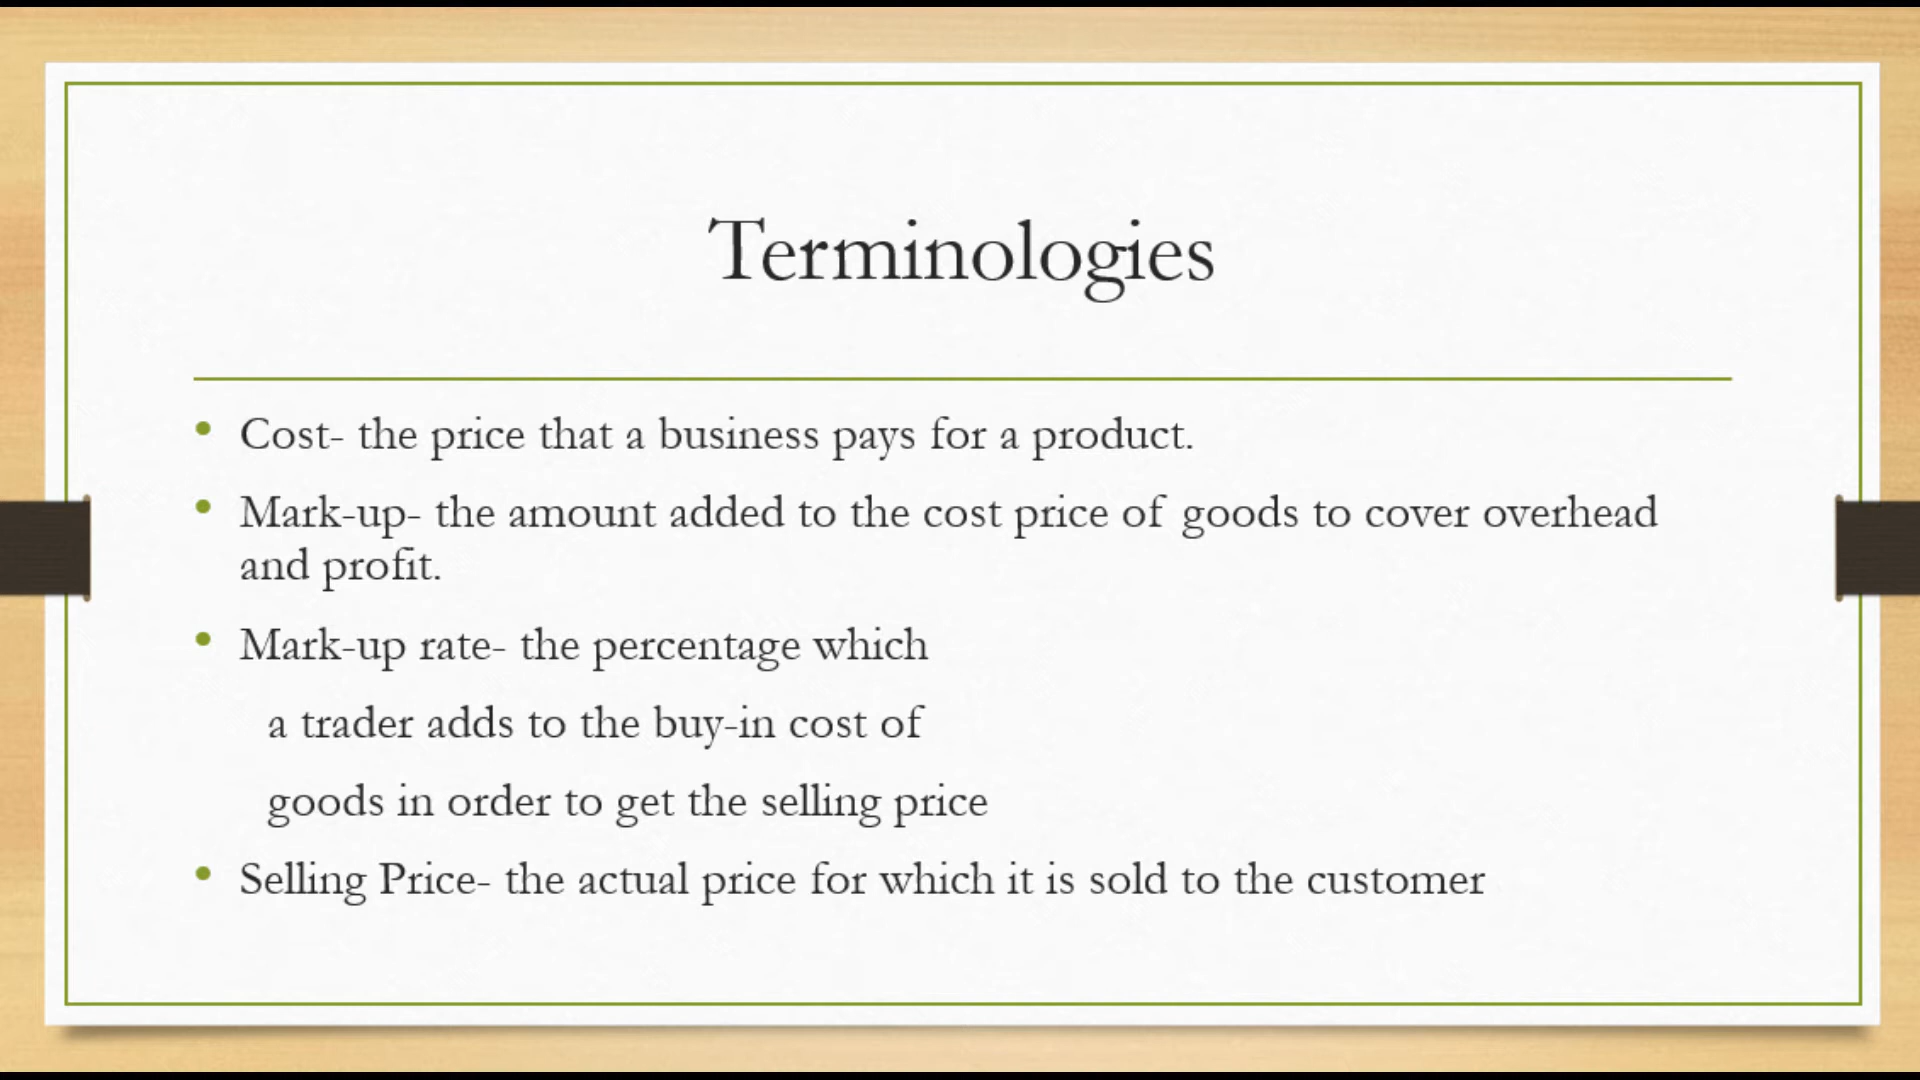 Terminologies
• Cost- the price that a business pays for a product.
• Mark-up- the amount added to the cost price of goods to cover overhead
and profit.
• Mark-up rate- the percentage which
a trader adds to the buy-in cost of
goods in order to get the selling price
• Selling Price- the actual price for which it is sold to the customer